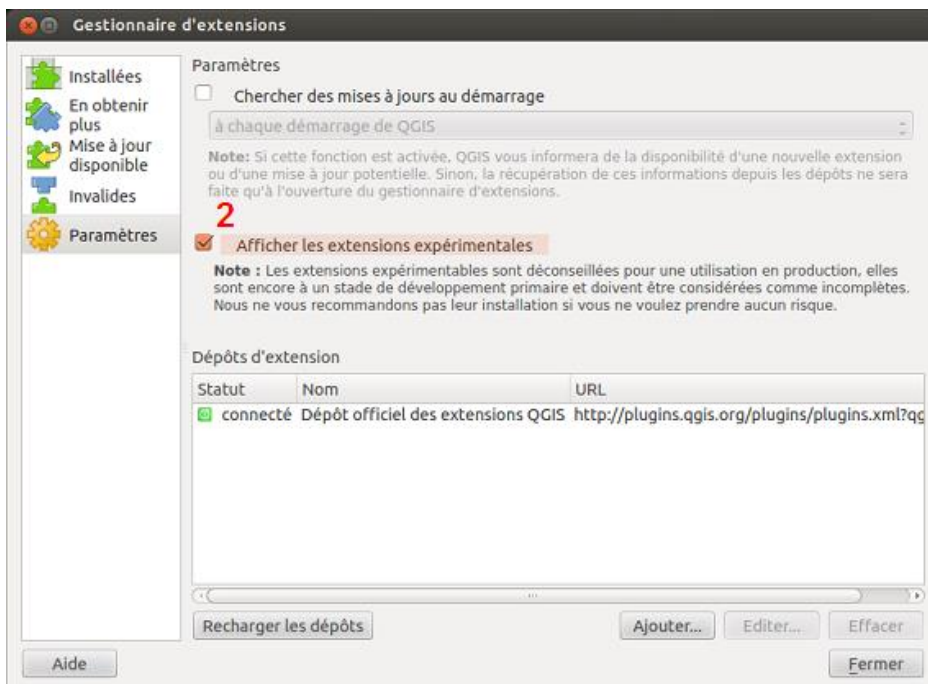 Gestionnaire d'extensions
Installées
En obtenir
plus
Mise à jour
disponible
Invalides
Paramètres
Paramètres
Chercher des mises à jours au démarrage
à chaque démarrage de QGIS
Note: Si cette fonction est activée, QGIS vous informera de la disponibilité d'une nouvelle extension
ou d'une mise à jour potentielle. Sinon, la récupération de ces informations depuis les dépôts ne sera
faite qu'à l'ouverture du gestionnaire d'extensions.
2
Afficher les extensions expérimentales
Note : Les extensions expérimentables sont déconseillées pour une utilisation en production, elles
sont encore à un stade de développement primaire et doivent être considérées comme incomplètes.
Nous ne vous recommandons pas leur installation si vous ne voulez prendre aucun risque.
Dépôts d'extension
Statut Nom URL
connecté Dépôt officiel des extensions QGIS http://plugins.qgis.org/plugins/plugins.xml?qg
Recharger les dépôts Ajouter... Editer... Effacer
Aide Fermer